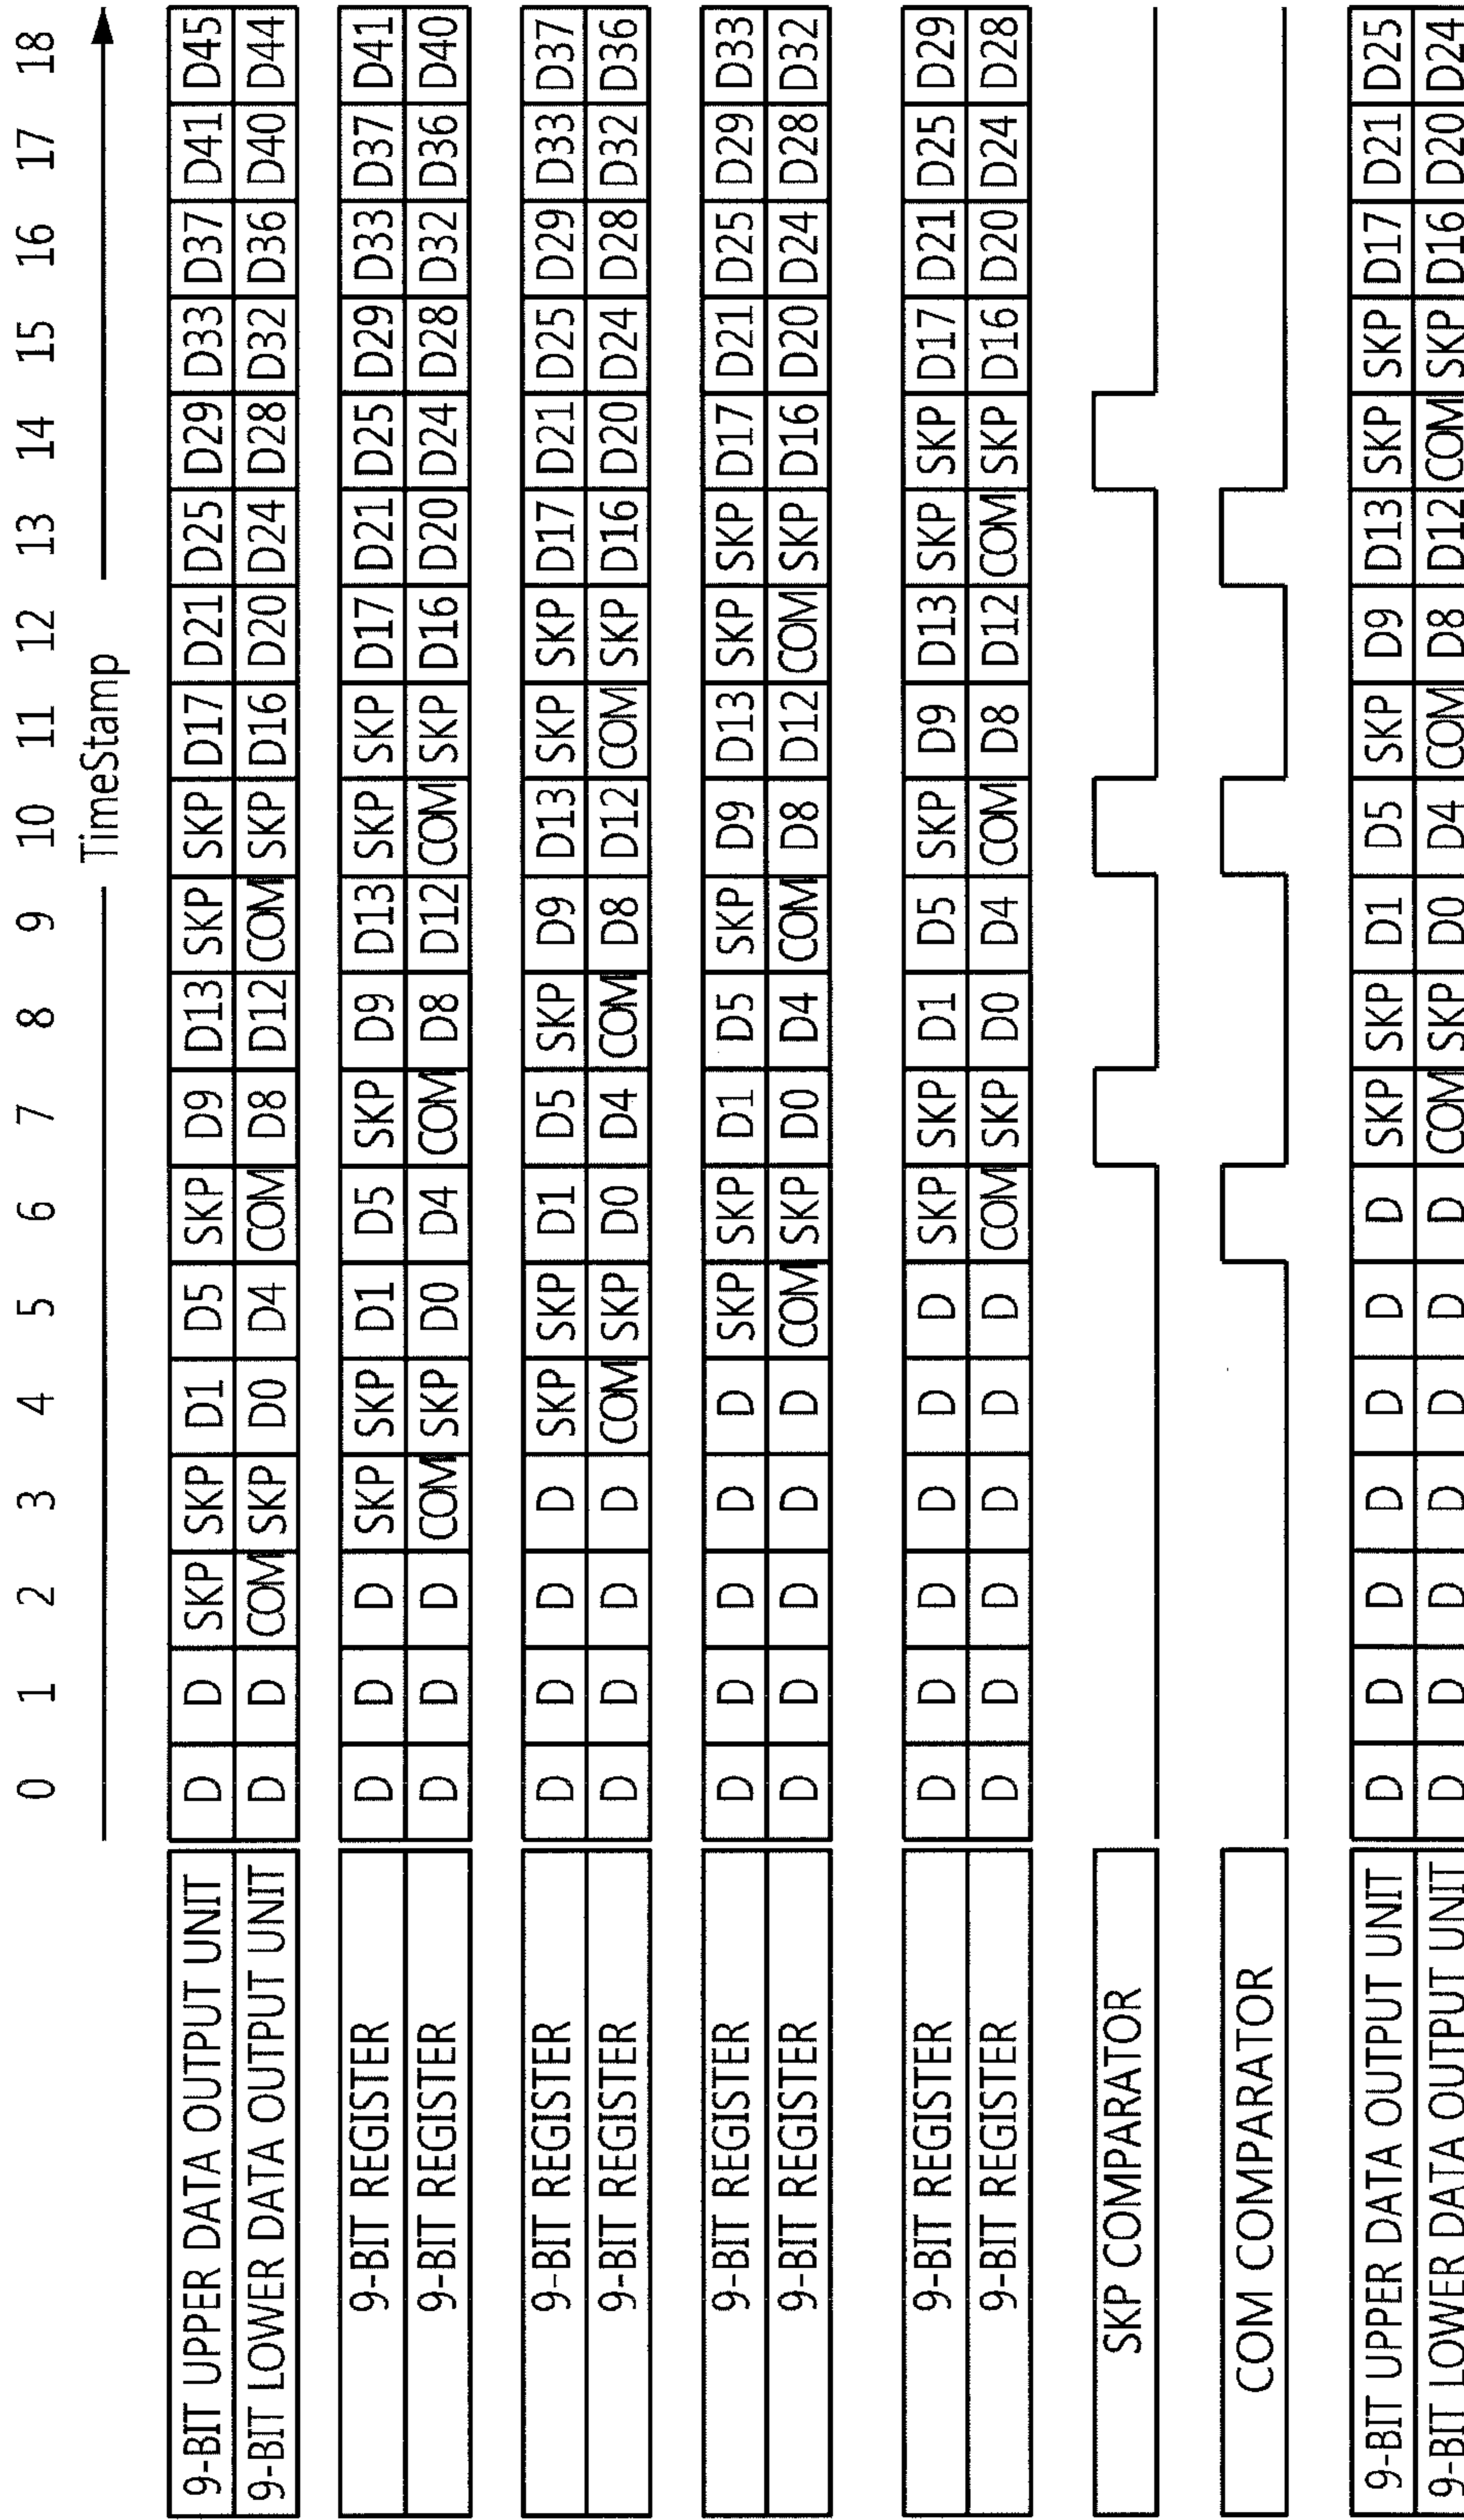 0 1 2 3 4 5 6 7 8 9 10 11 12 13 14 15 16 17 18
TimeStamp
9-BIT UPPER DATA OUTPUT UNIT D D SKP SKP D1 D5 SKP D9 D13 SKP SKP D17 D21 D25 D29 D33 D37 D41 D45
9-BIT LOWER DATA OUTPUT UNIT D D COM SKP D0 D4 COM D8 D12 COM SKP D16 D20 D24 D28 D32 D36 D40 D44
9-BIT REGISTER D D D SKP SKP D1 D5 SKP D9 D13 SKP SKP D17 D21 D25 D29 D33 D37 D41
9-BIT REGISTER D D D COM SKP D0 D4 COM D8 D12 COM SKP D16 D20 D24 D28 D32 D36 D40
9-BIT REGISTER D D D D SKP SKP D1 D5 SKP D9 D13 SKP SKP D17 D21 D25 D29 D33 D37
9-BIT REGISTER D D D D COM SKP D0 D4 COM D8 D12 COM SKP D16 D20 D24 D28 D32 D36
9-BIT REGISTER D D D D D SKP SKP D1 D5 SKP D9 D13 SKP SKP D17 D21 D25 D29 D33
9-BIT REGISTER D D D D D COM SKP D0 D4 COM D8 D12 COM SKP D16 D20 D24 D28 D32
9-BIT REGISTER D D D D D D SKP SKP D1 D5 SKP D9 D13 SKP SKP D17 D21 D25 D29
9-BIT REGISTER D D D D D D COM SKP D0 D4 COM D8 D12 COM SKP D16 D20 D24 D28
SKP COMPARATOR
COM COMPARATOR
9-BIT UPPER DATA OUTPUT UNIT D D D D D D D SKP SKP D1 D5 SKP D9 D13 SKP SKP D17 D21 D25
9-BIT LOWER DATA OUTPUT UNIT D D D D D D D COM SKP D0 D4 COM D8 D12 COM SKP D16 D20 D24